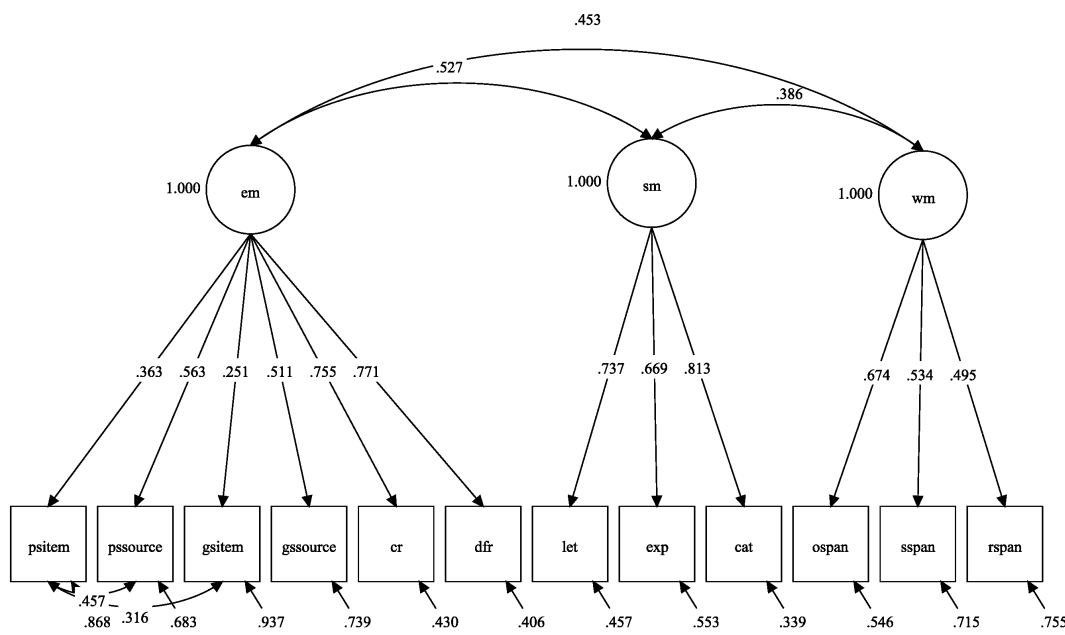 .453
.527
.386
1.000 em 1.000 sm 1.000 wm
.363 .563 .251 .511 .755 .771 .737 .669 .813 .674 .534 .495
psitem pssource gsitem gssource cr dfr let exp cat ospan sspan rspan
.457
.868 .316 .683 .937 .739 .430 .406 .457 .553 .339 .546 .715 .755